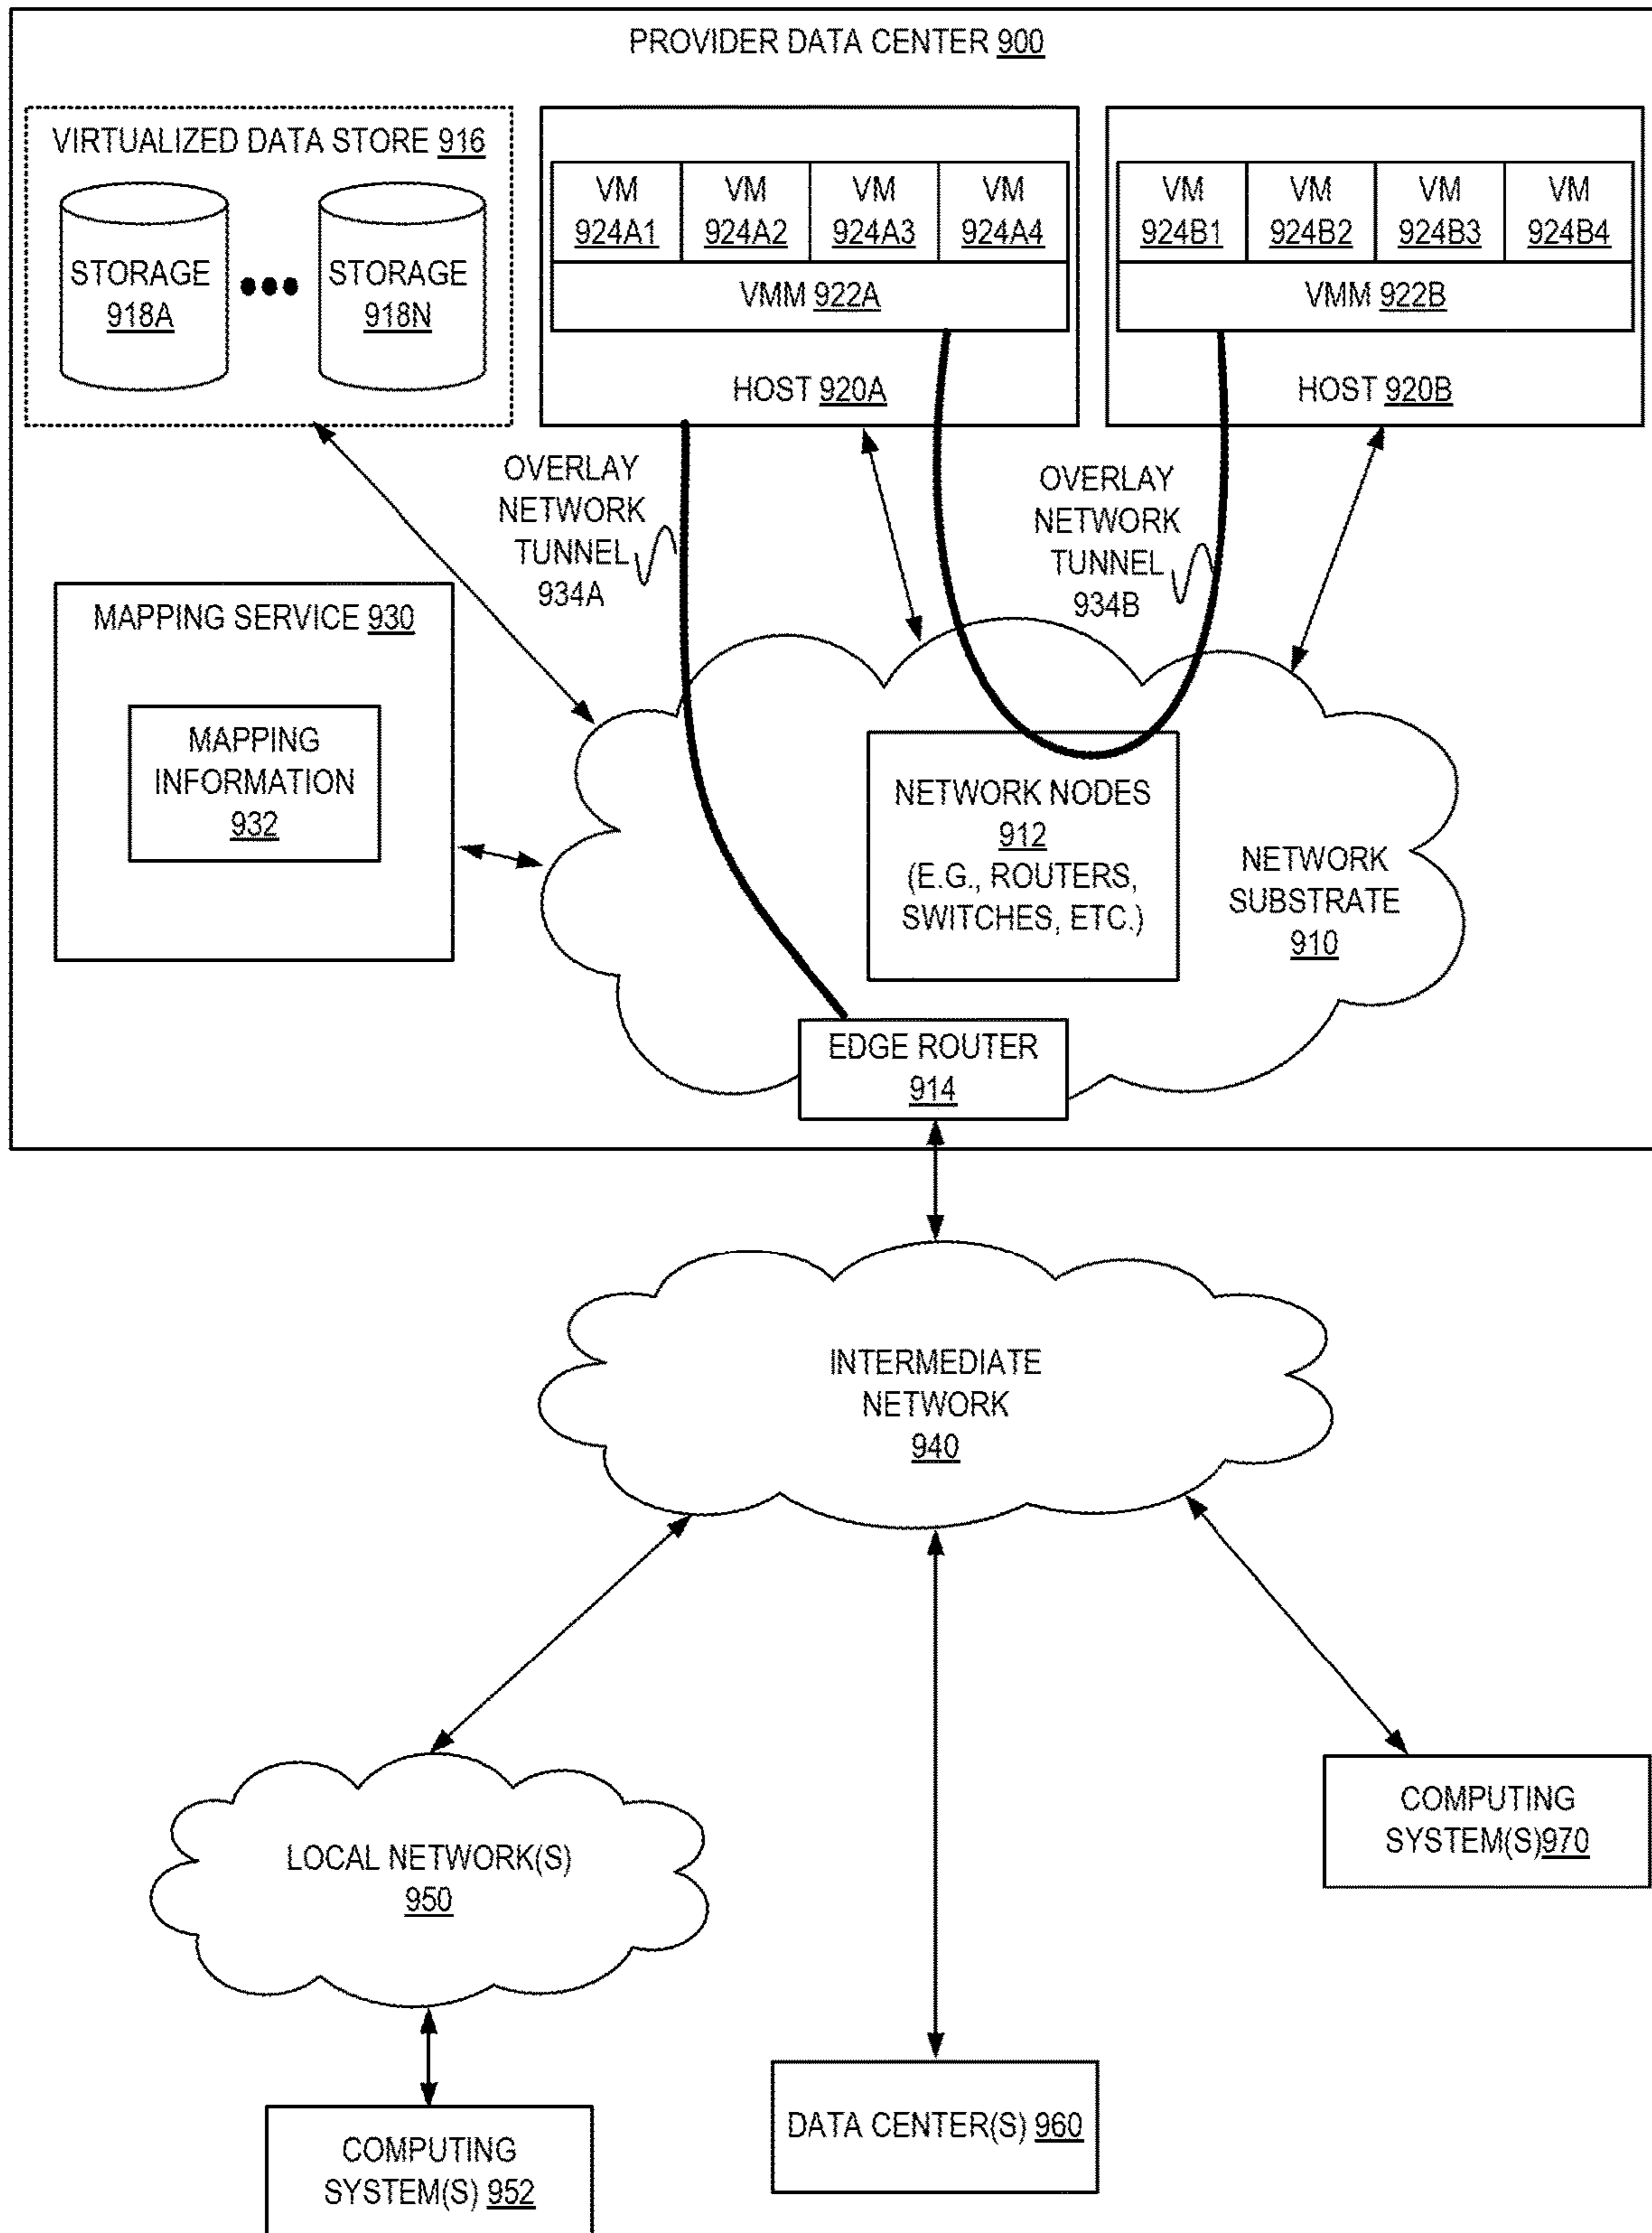 PROVIDER DATA CENTER 900
VIRTUALIZED DATA STORE 916
STORAGE
918A
STORAGE
918N
VM
924A1
VM
924A2
VM
924A3
VM
924A4
VMM 922A
HOST 920A
VM
924B1
VM
924B2
VM
924B3
VM
924B4
VMM 922B
HOST 920B
OVERLAY
NETWORK
TUNNEL
934A
OVERLAY
NETWORK
TUNNEL
934B
MAPPING SERVICE 930
MAPPING
INFORMATION
932
NETWORK NODES
912
(E.G., ROUTERS,
SWITCHES, ETC.)
NETWORK
SUBSTRATE
910
EDGE ROUTER
914
INTERMEDIATE
NETWORK
940
LOCAL NETWORK(S)
950
COMPUTING
SYSTEM(S)970
DATA CENTER(S) 960
COMPUTING
SYSTEM(S) 952